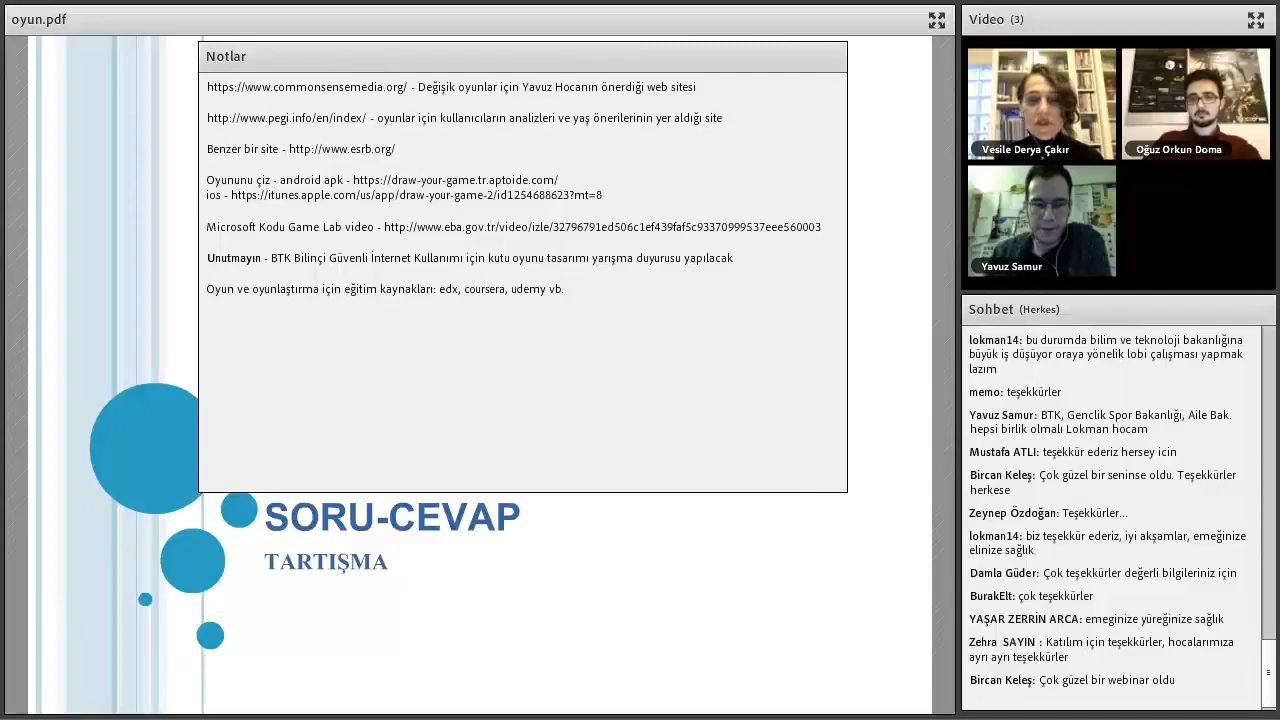 oyun.pdf
Notlar
https://www.commonsensemedia.org/ - Değişik oyunlar için Yavuz Hocanın önerdiği web sitesi
http://www.pegi.info/en/index/ - oyunlar için kullanıcıların analizleri ve yaş önerilerinin yer aldığı site
Benzer bir site - http://www.esrb.org/
Oyununu çiz - android apk - https://draw-your-game.tr.aptoide.com/
ios - https://itunes.apple.com/us/app/draw-your-game-2/id1254688623?mt=8
Microsoft Kodu Game Lab video - http://www.eba.gov.tr/video/izle/32796791ed506c1ef439faf5c93370999537eee560003
Unutmayın - BTK Bilinçi Güvenli İnternet Kullanımı için kutu oyunu tasarımı yarışma duyurusu yapılacak
Oyun ve oyunlaştırma için eğitim kaynakları: edx, coursera, udemy vb.
SORU-CEVAP
TARTIŞMA
Video (3)
Vesile Derya Çakır
Oğuz Orkun Doma
Yavuz Samur
Sohbet (Herkes)
lokman14: bu durumda bilim ve teknoloji bakanlığına
büyük iş düşüyor oraya yönelik lobi çalışması yapmak
lazım
memo: teşekkürler
Yavuz Samur: BTK, Genclik Spor Bakanlığı, Aile Bak.
hepsi birlik olmalı Lokman hocam
Mustafa ATLI: teşekkür ederiz hersey icin
Bircan Keleş: Çok güzel bir seninse oldu. Teşekkürler
herkese
Zeynep Özdoğan: Teşekkürler...
lokman14: biz teşekkür ederiz, iyi akşamlar, emeğinize
elinize sağlık
Damla Güder: Çok teşekkürler değerli bilgileriniz için
BurakElt: çok teşekkürler
YAŞAR ZERRİN ARCA: emeginize yüreğinize sağlık
Zehra SAYIN : Katılım için teşekkürler, hocalarımıza
ayrı ayrı teşekkürler
Bircan Keleş: Çok güzel bir webinar oldu